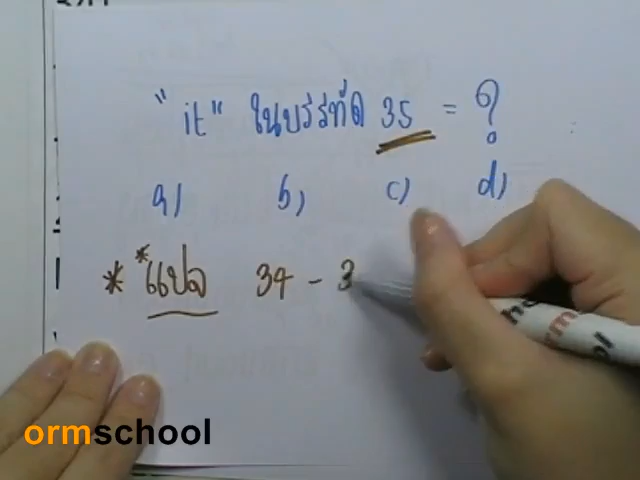 "it" ในบรรทัด 35 = ?
a) b) c) d)
* *แปล 34 - 3
ormschool